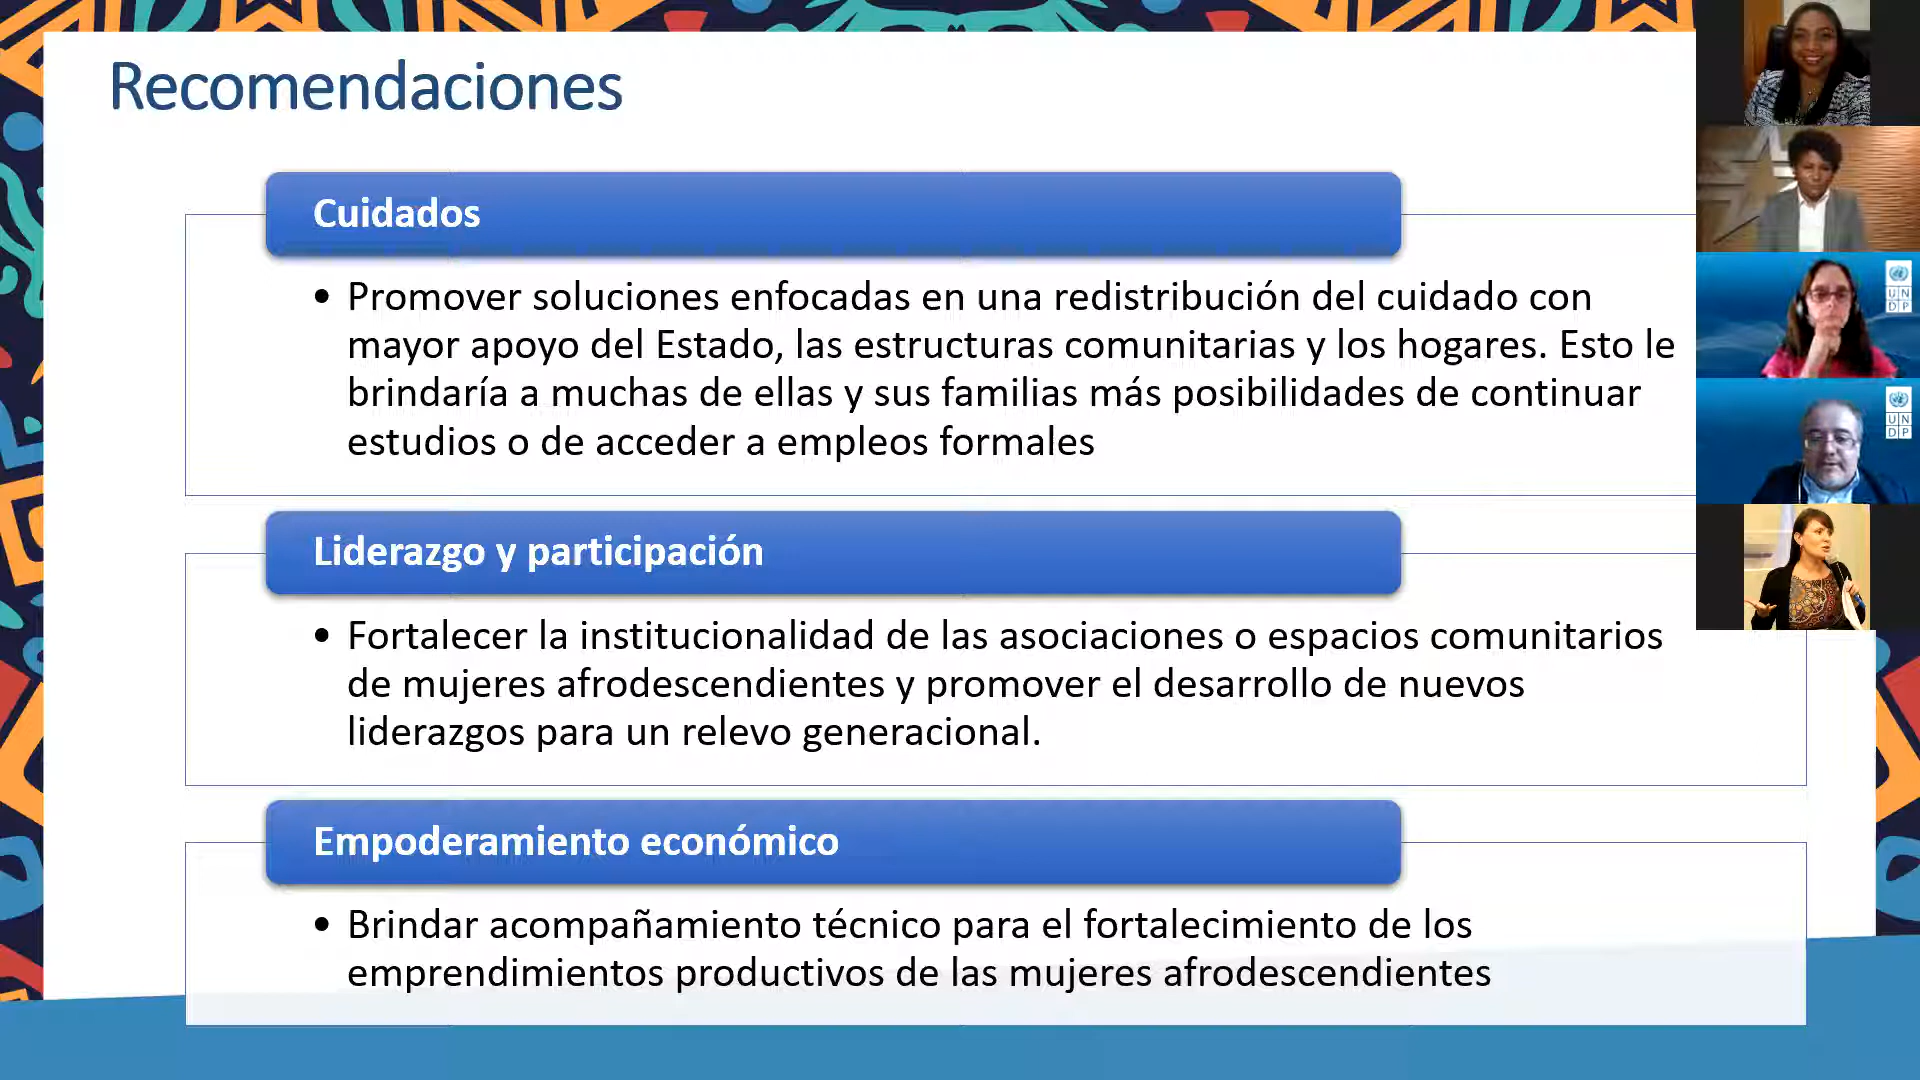 Recomendaciones
Cuidados
• Promover soluciones enfocadas en una redistribución del cuidado con
mayor apoyo del Estado, las estructuras comunitarias y los hogares. Esto le
brindaría a muchas de ellas y sus familias más posibilidades de continuar
estudios o de acceder a empleos formales
Liderazgo y participación
• Fortalecer la institucionalidad de las asociaciones o espacios comunitarios
de mujeres afrodescendientes y promover el desarrollo de nuevos
liderazgos para un relevo generacional.
Empoderamiento económico
• Brindar acompañamiento técnico para el fortalecimiento de los
emprendimientos productivos de las mujeres afrodescendientes
U N
D P
U N
D P